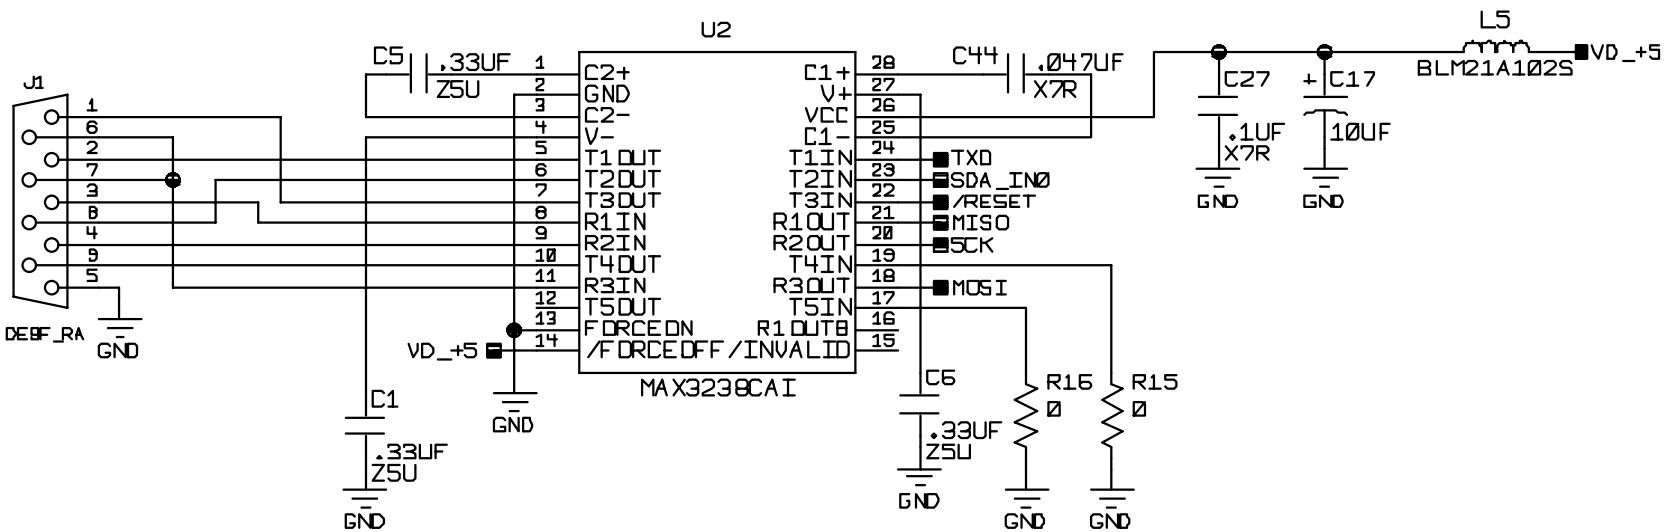 U2
L5
BLM21A102S
VD_+5
C5
.33UF
Z5U
C44
.047UF
X7R
C27
.1UF
X7R
GND
+
C17
10UF
GND
J1
1
6
2
7
3
8
4
9
5
DE9F_RA
GND
1 C2+
2 GND
3 C2-
4 V-
5 T1OUT
6 T2OUT
7 T3OUT
8 R1IN
9 R2IN
10 T4OUT
11 R3IN
12 T5OUT
13 FORCEON
VD_+5 14 /FORCEOFF
C1+ 28
V+ 27
VCC 26
C1- 25
T1IN 24 TXD
T2IN 23 SDA_IN0
T3IN 22 /RESET
R1OUT 21 MISO
R2OUT 20 SCK
T4IN 19
R3OUT 18 MOSI
T5IN 17
R1OUTB 16
/INVALID 15
MAX3238CAI
C1
.33UF
Z5U
GND
GND
C6
.33UF
Z5U
GND
R16
0
GND
R15
0
GND